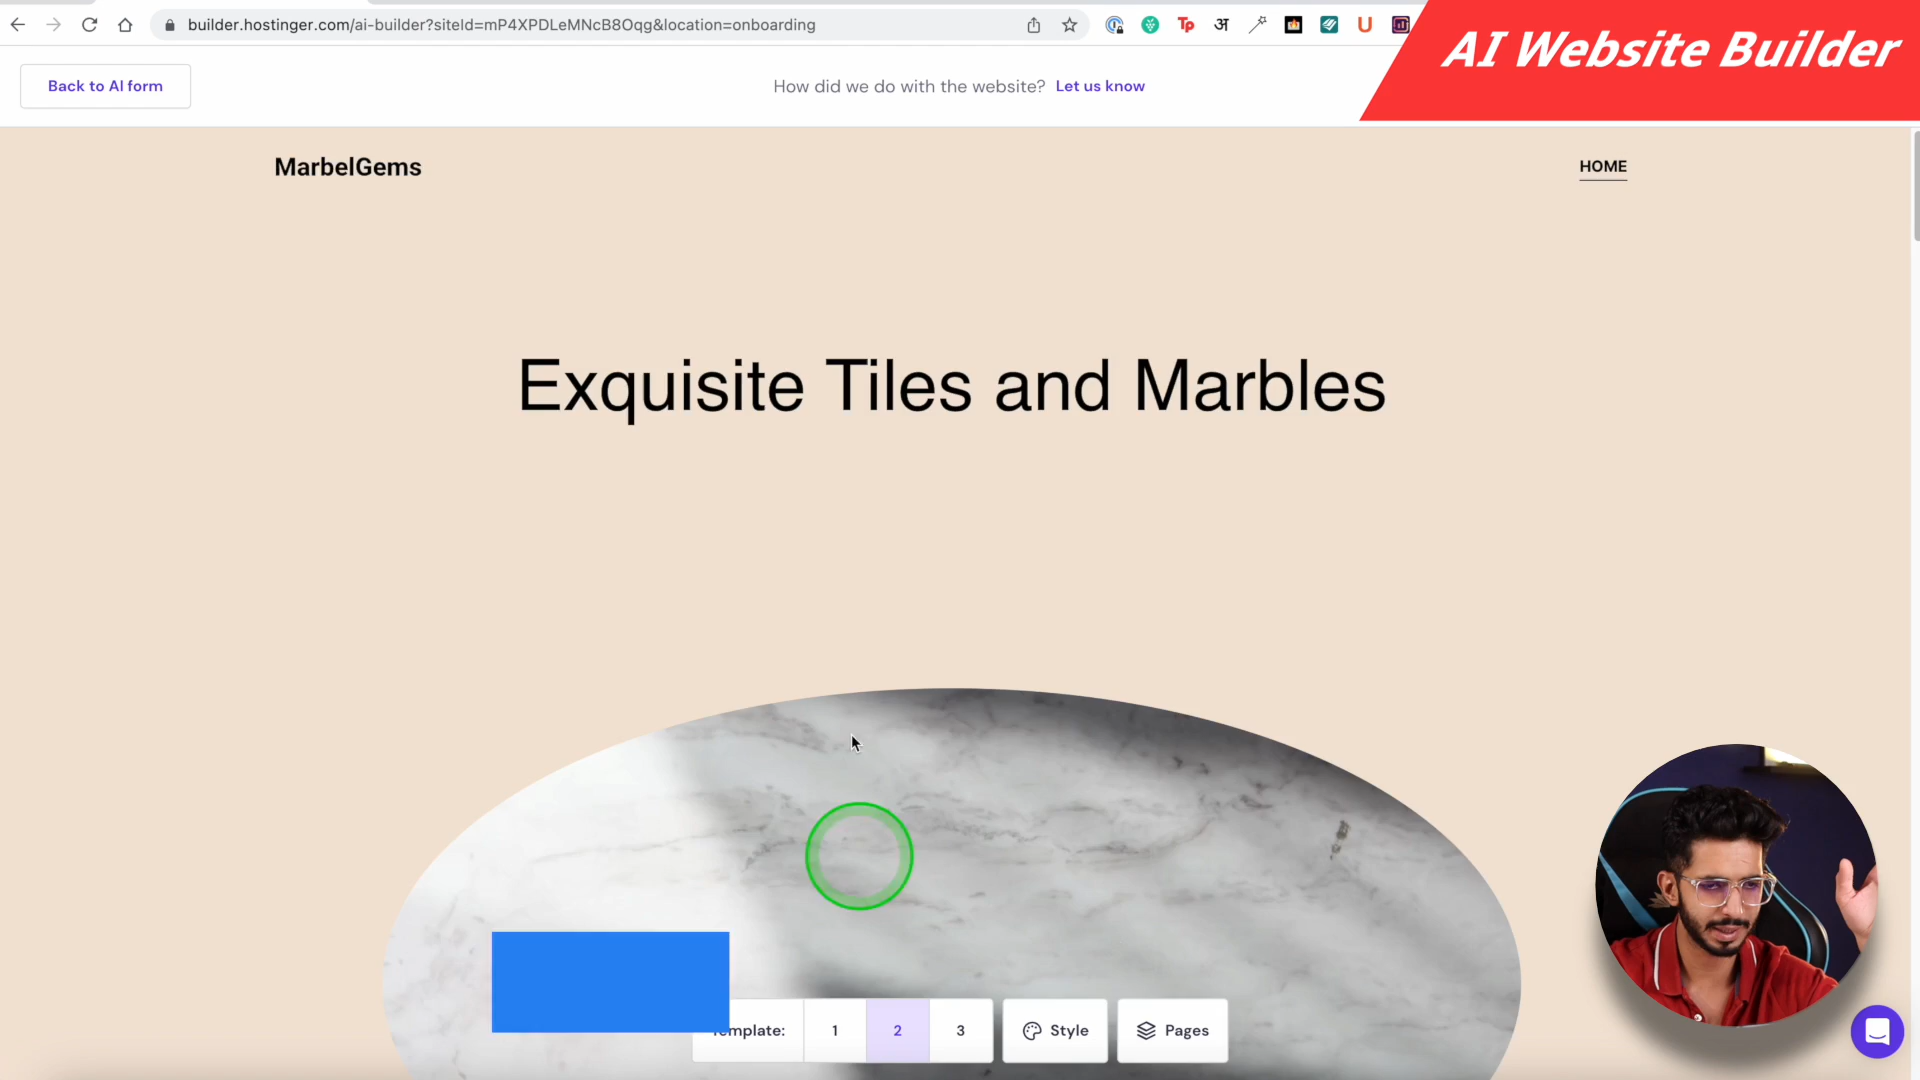 builder.hostinger.com/ai-builder?siteId=mP4XPDLeMNcB8Oqg&location=onboarding
Tp
अ
U
AI Website Builder
Back to AI form
How did we do with the website? Let us know
MarbelGems
HOME
Exquisite Tiles and Marbles
mplate:
1
2
3
Style
Pages